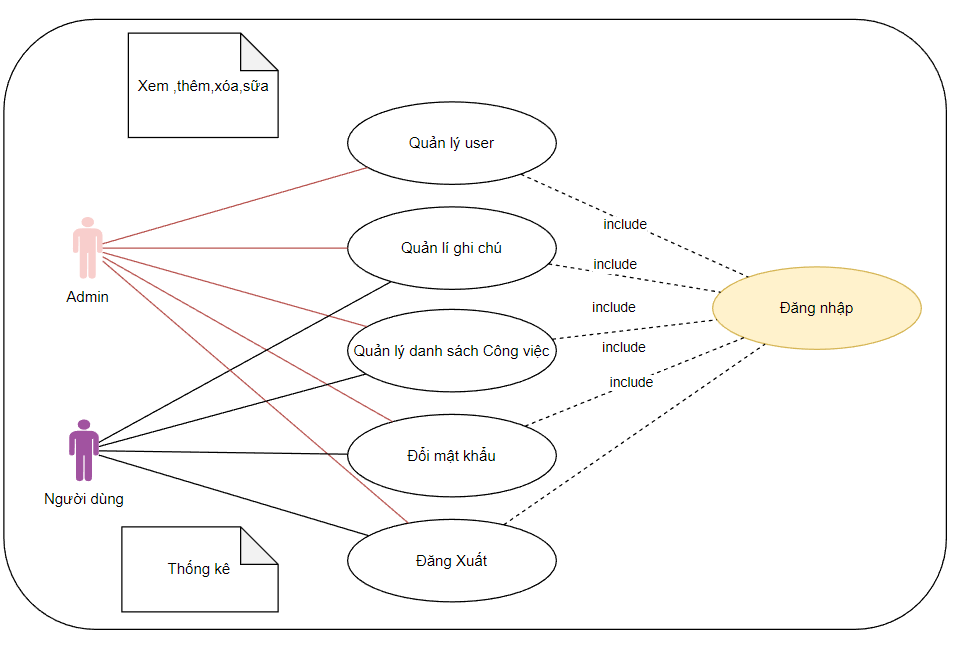 Xem ,thêm,xóa,sữa
Quản lý user
include
Quản lí ghi chú
include
Admin
Đăng nhập
include
Quản lý danh sách Công việc
include
include
Đổi mật khẩu
Người dùng
Đăng Xuất
Thống kê